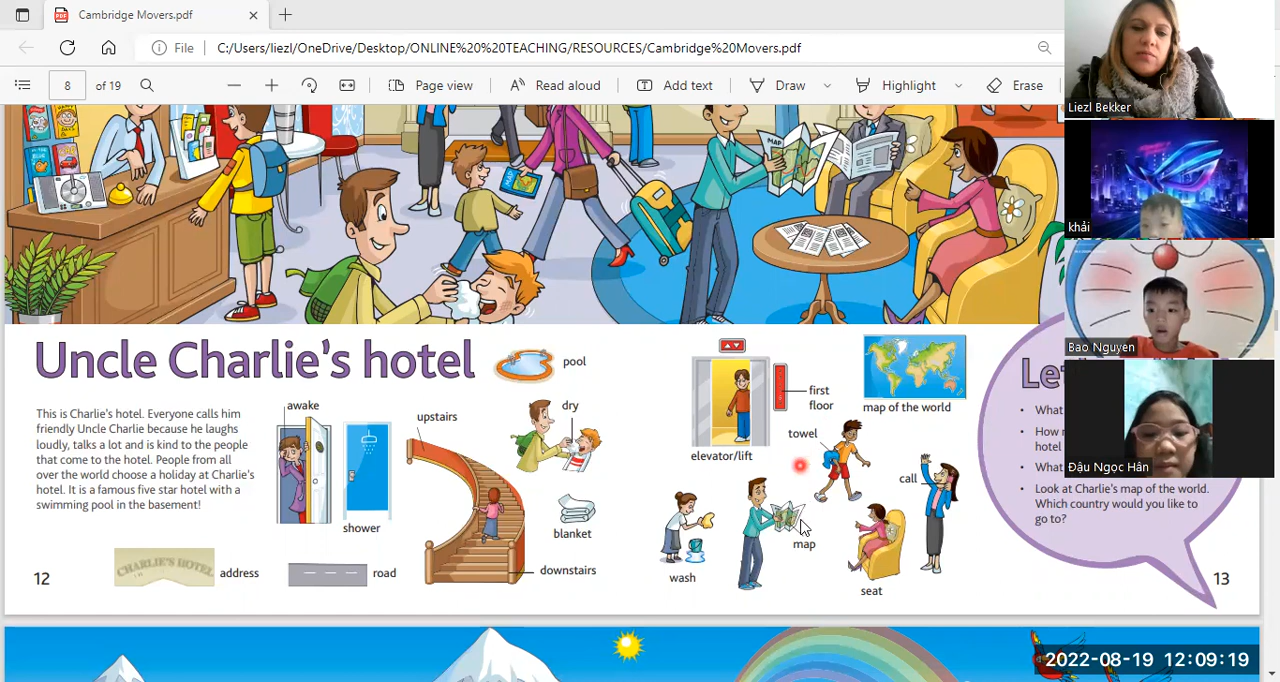 Cambridge Movers.pdf
File
C:/Users/liezl/OneDrive/Desktop/ONLINE%20%20TEACHING/RESOURCES/Cambridge%20Movers.pdf
8 of 19
Page view
Read aloud
Add text
Draw
Highlight
Erase
Liezl Bekker
khải
Bao Nguyen
Đậu Ngọc Hân
MAP
MAP
Uncle Charlie's hotel
This is Charlie's hotel. Everyone calls him
friendly Uncle Charlie because he laughs
loudly, talks a lot and is kind to the people
that come to the hotel. People from all
over the world choose a holiday at Charlie's
hotel. It is a famous five star hotel with a
swimming pool in the basement!
pool
awake
upstairs
dry
shower
blanket
downstairs
CHARLIE'S HOTEL
address
road
first
floor
map of the world
elevator/lift
towel
call
map
wash
seat
What
hotel
What
Look at Charlie's map of the world.
Which country would you like to
go to?
12
13
2022-08-19 12:09:19